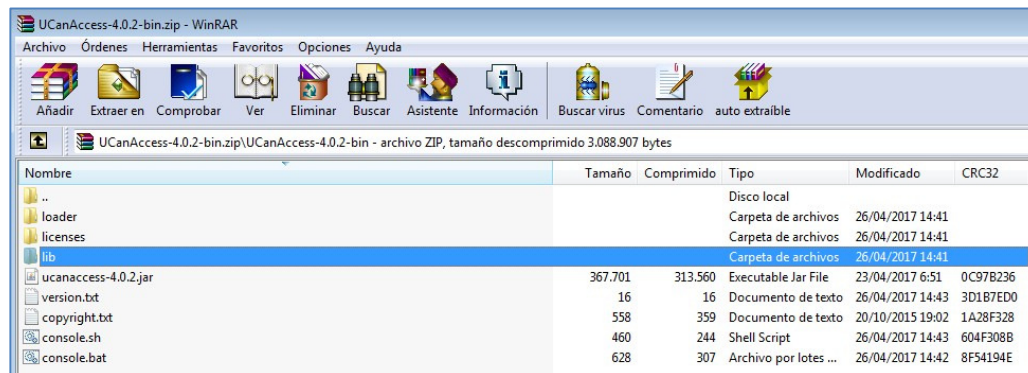 UCanAccess-4.0.2-bin.zip - WinRAR
Archivo Órdenes Herramientas Favoritos Opciones Ayuda
Añadir Extraer en Comprobar Ver Eliminar Buscar Asistente Información Buscar virus Comentario auto extraíble
UCanAccess-4.0.2-bin.zip\UCanAccess-4.0.2-bin - archivo ZIP, tamaño descomprimido 3.088.907 bytes
Nombre Tamaño Comprimido Tipo Modificado CRC32
.. Disco local
loader Carpeta de archivos 26/04/2017 14:41
licenses Carpeta de archivos 26/04/2017 14:41
lib Carpeta de archivos 26/04/2017 14:41
ucanaccess-4.0.2.jar 367.701 313.560 Executable Jar File 23/04/2017 6:51 0C97B236
version.txt 16 16 Documento de texto 26/04/2017 14:43 3D1B7ED0
copyright.txt 558 359 Documento de texto 20/10/2015 19:02 1A28F328
console.sh 460 244 Shell Script 26/04/2017 14:43 604F308B
console.bat 628 307 Archivo por lotes ... 26/04/2017 14:42 8F54194E